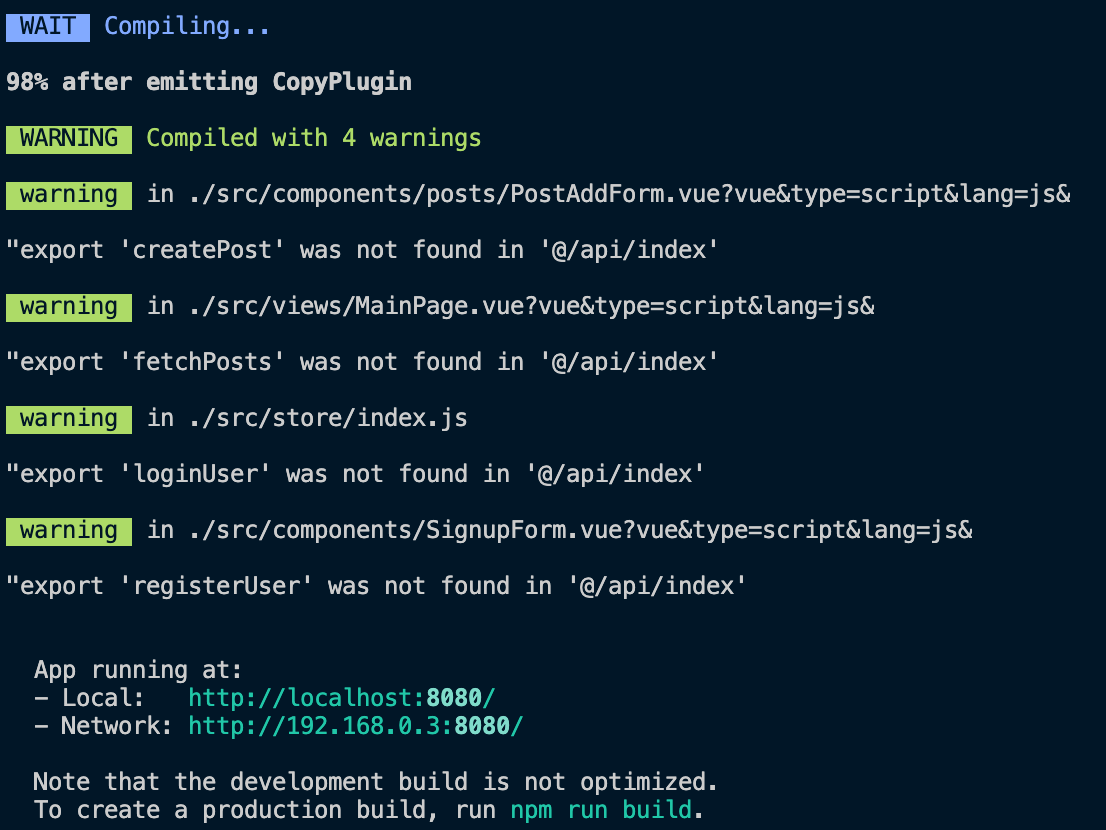 WAIT Compiling...
98% after emitting CopyPlugin
WARNING Compiled with 4 warnings
warning in ./src/components/posts/PostAddForm.vue?vue&type=script&lang=js&
"export 'createPost' was not found in '@/api/index'
warning in ./src/views/MainPage.vue?vue&type=script&lang=js&
"export 'fetchPosts' was not found in '@/api/index'
warning in ./src/store/index.js
"export 'loginUser' was not found in '@/api/index'
warning in ./src/components/SignupForm.vue?vue&type=script&lang=js&
"export 'registerUser' was not found in '@/api/index'
App running at:
- Local: http://localhost:8080/
- Network: http://192.168.0.3:8080/
Note that the development build is not optimized.
To create a production build, run npm run build.